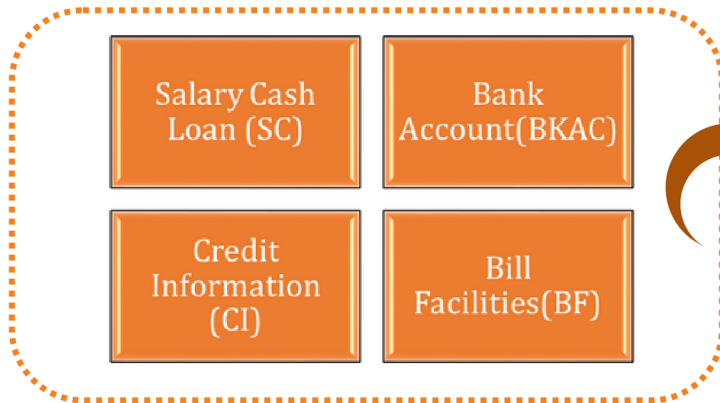 Salary Cash
Loan (SC)
Bank
Account(BKAC)
Credit
Information
(CI)
Bill
Facilities(BF)